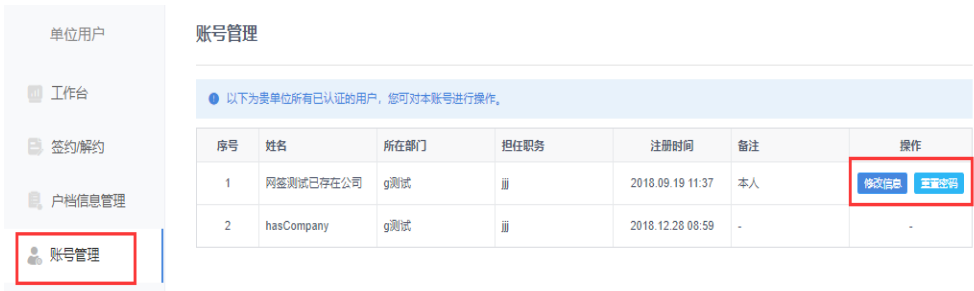 单位用户
工作台
签约/解约
户档信息管理
账号管理
账号管理
以下为贵单位所有已认证的用户，您可对本账号进行操作。
序号 姓名 所在部门 担任职务 注册时间 备注 操作
1 网签测试已存在公司 g测试 jjj 2018.09.19 11:37 本人 修改信息 重置密码
2 hasCompany g测试 jjj 2018.12.28 08:59 - -